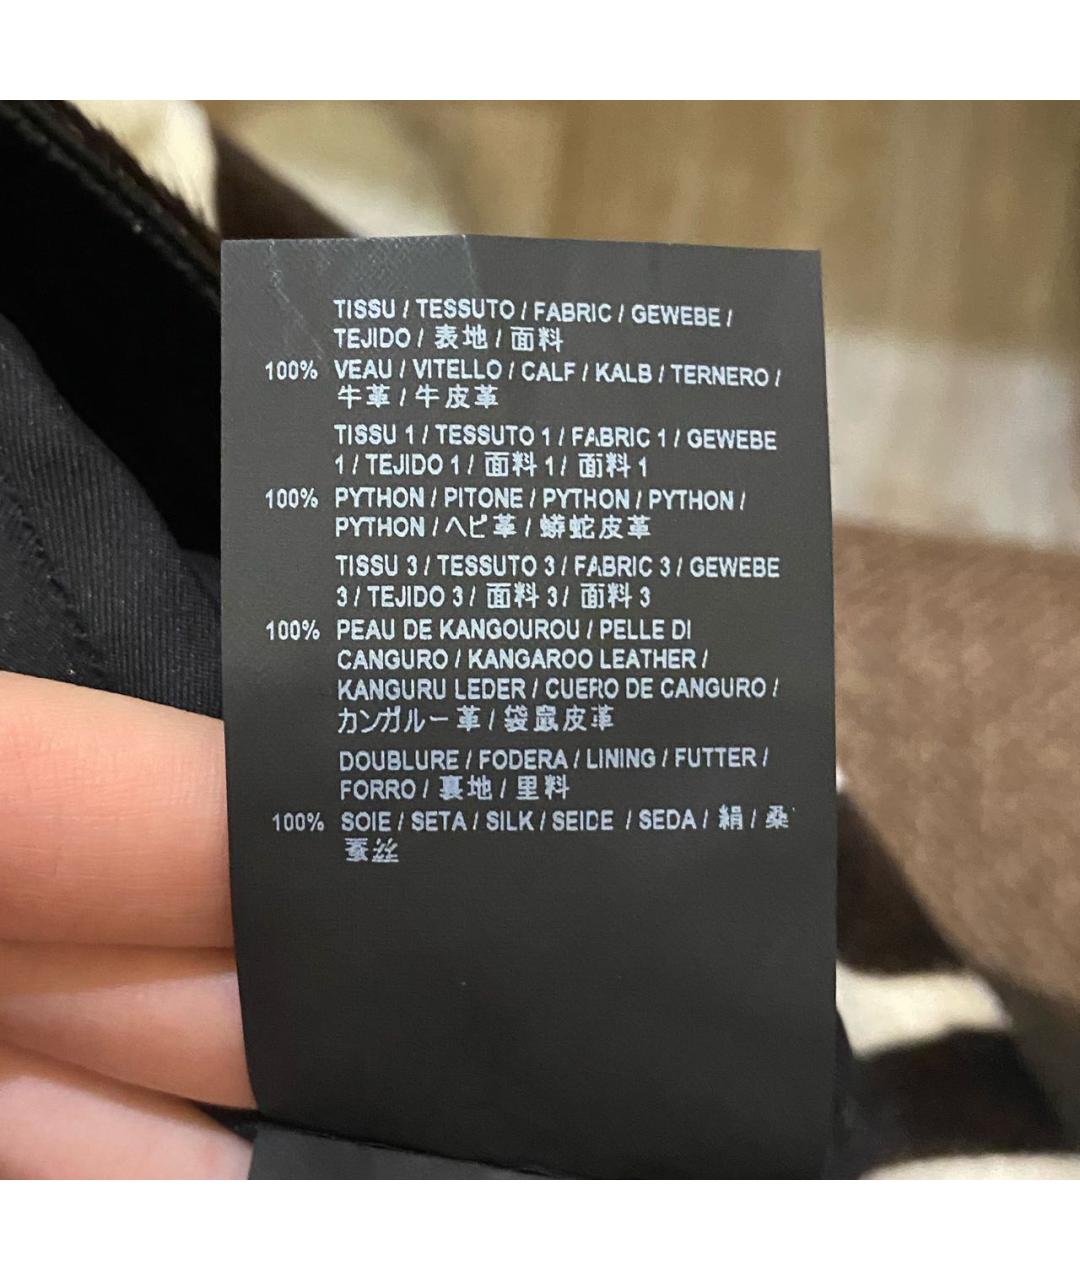 TISSU / TESSUTO / FABRIC / GEWEBE /
TEJIDO / 表地 / 面料
100% VEAU / VITELLO / CALF / KALB / TERNERO /
牛革 / 牛皮革
TISSU 1 / TESSUTO 1 / FABRIC 1 / GEWEBE
1 / TEJIDO 1 / 面料 1 / 面料 1
100% PYTHON / PITONE / PYTHON / PYTHON /
PYTHON / ヘビ革 / 蟒蛇皮革
TISSU 3 / TESSUTO 3 / FABRIC 3 / GEWEBE
3 / TEJIDO 3 / 面料 3 / 面料 3
100% PEAU DE KANGOUROU / PELLE DI
CANGURO / KANGAROO LEATHER /
KANGURU LEDER / CUERO DE CANGURO /
カンガルー革 / 袋鼠皮革
DOUBLURE / FODERA / LINING / FUTTER /
FORRO / 裏地 / 里料
100% SOIE / SETA / SILK / SEIDE / SEDA / 絹 / 桑
蚕丝